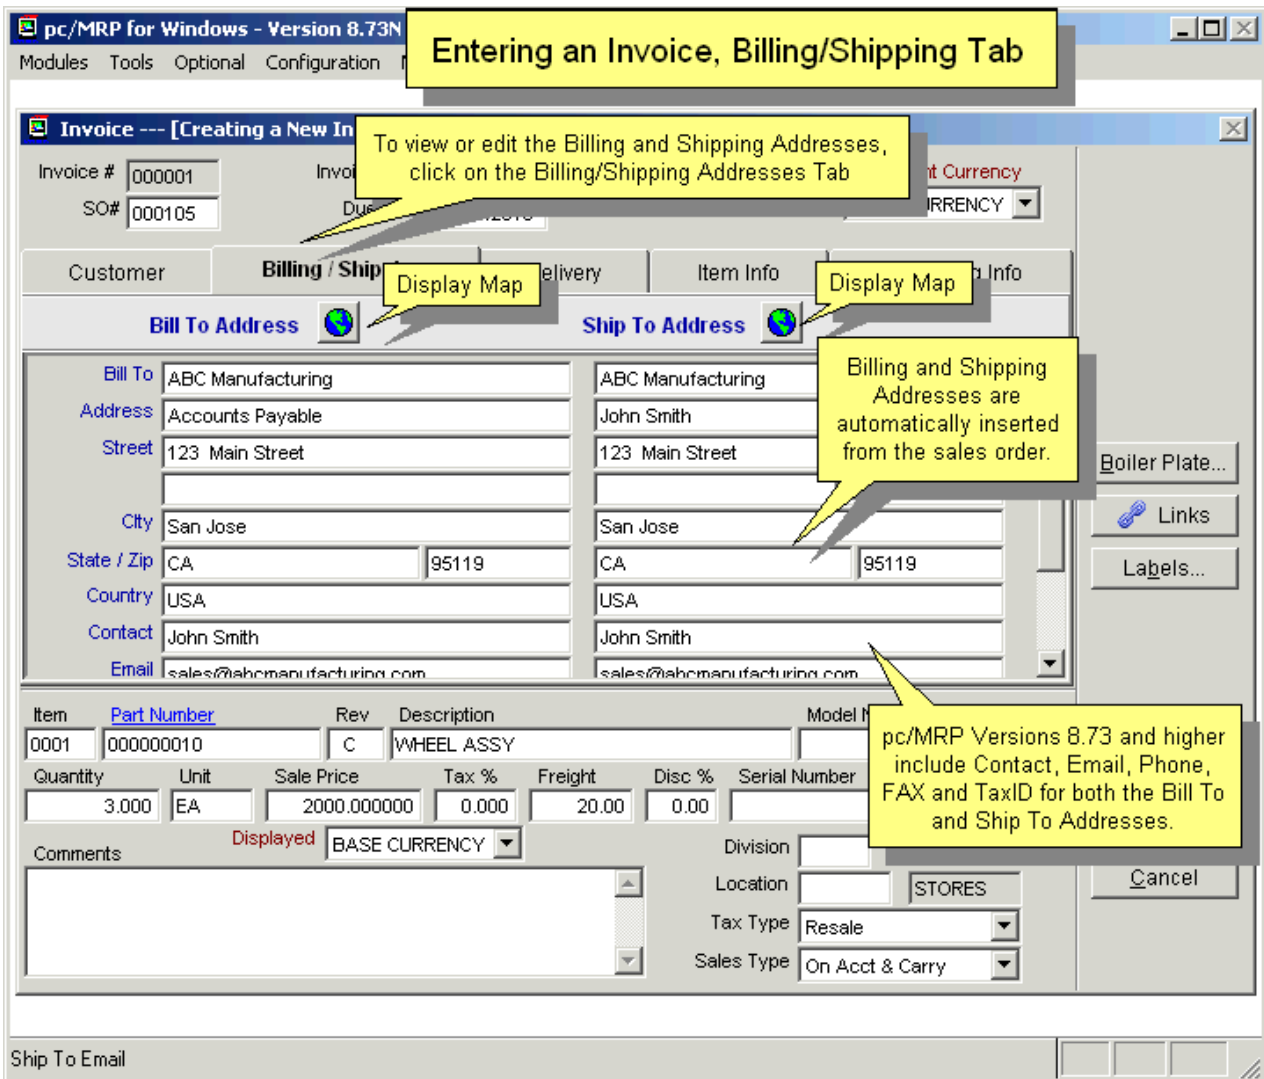 pc/MRP for Windows - Version 8.73N
Entering an Invoice, Billing/Shipping Tab
Modules Tools Optional Configuration
Invoice --- [Creating a New In
To view or edit the Billing and Shipping Addresses,
click on the Billing/Shipping Addresses Tab
Invoice # 000001
Currency
SO# 000105
Customer Billing / Item Info Info
Display Map
Display Map
Bill To Address Ship To Address
Billing and Shipping
Addresses are
automatically inserted
from the sales order.
Bill To ABC Manufacturing ABC Manufacturing
Address Accounts Payable John Smith
Street 123 Main Street 123 Main Street
City San Jose San Jose
State / Zip CA 95119 CA 95119
Country USA USA
Contact John Smith John Smith
Email sales@abcmanufacturing.com sales@abcmanufacturing.com
Boiler Plate...
Links
Labels...
pc/MRP Versions 8.73 and higher
include Contact, Email, Phone,
FAX and TaxID for both the Bill To
and Ship To Addresses.
Item Part Number Rev Description Model
0001 000000010 C WHEEL ASSY
Quantity Unit Sale Price Tax % Freight Disc % Serial Number
3.000 EA 2000.000000 0.000 20.00 0.00
Displayed BASE CURRENCY
Comments
Division
Location STORES
Tax Type Resale
Sales Type On Acct & Carry
Cancel
Ship To Email